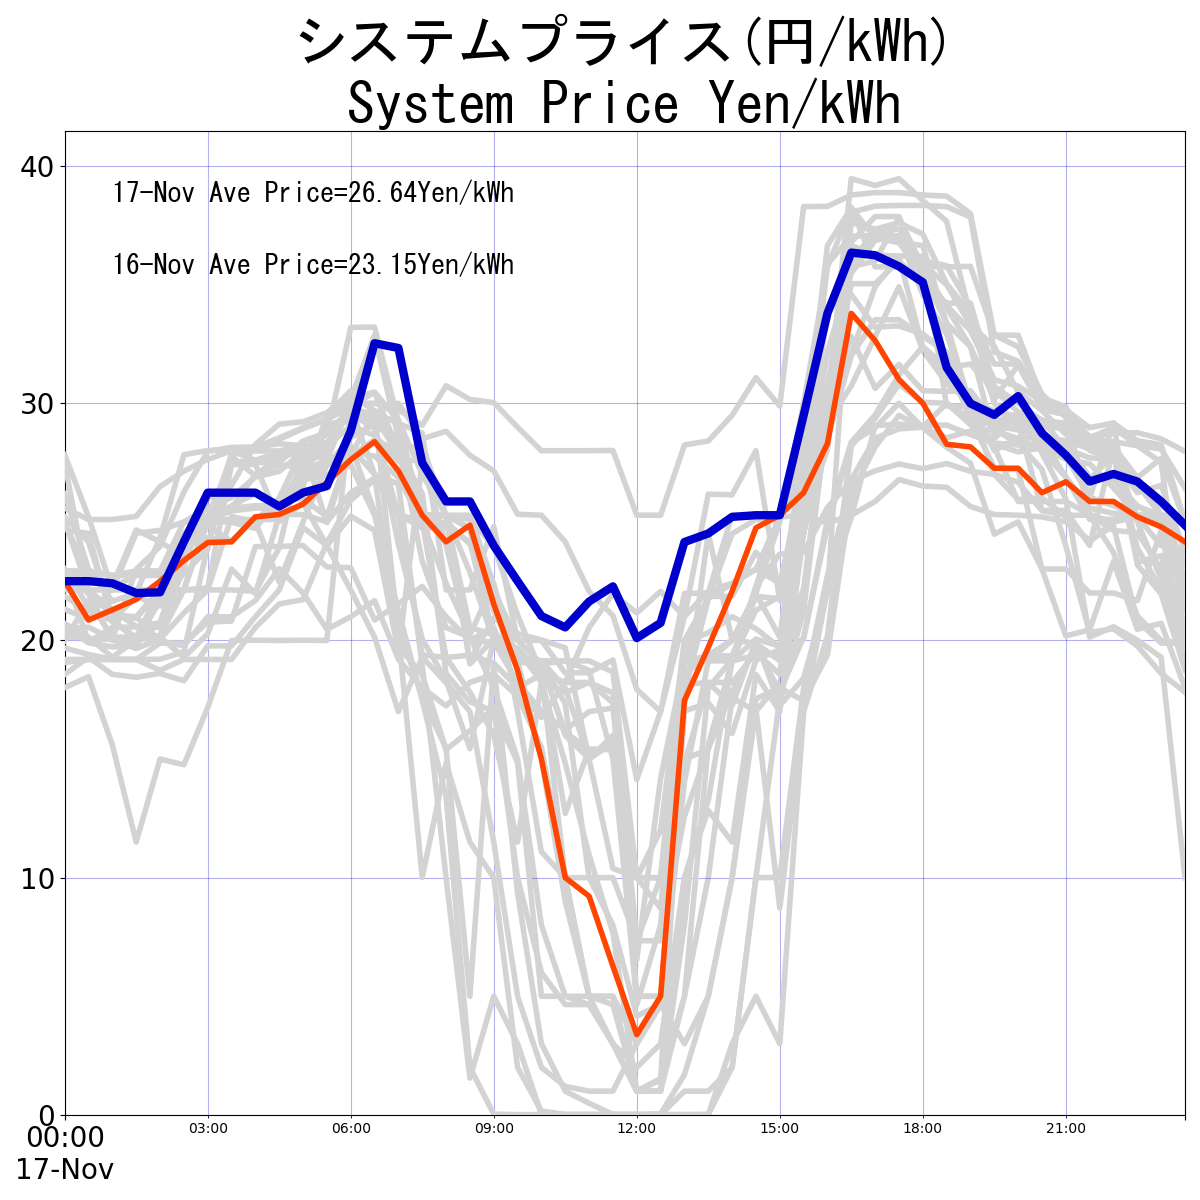 システムプライス(円/kWh)
System Price Yen/kWh
17-Nov Ave Price=26.64Yen/kWh
16-Nov Ave Price=23.15Yen/kWh
40
30
20
10
0
00:00
03:00
06:00
09:00
12:00
15:00
18:00
21:00
17-Nov